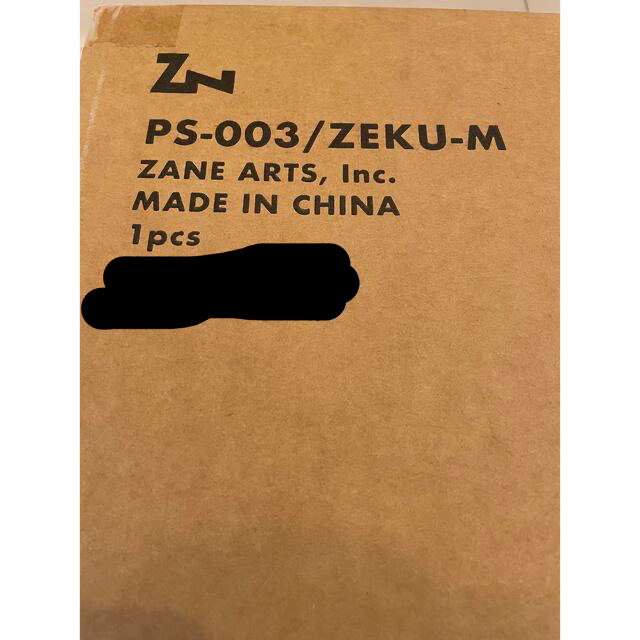 ZN
PS-003/ZEKU-M
ZANE ARTS, Inc.
MADE IN CHINA
1pcs